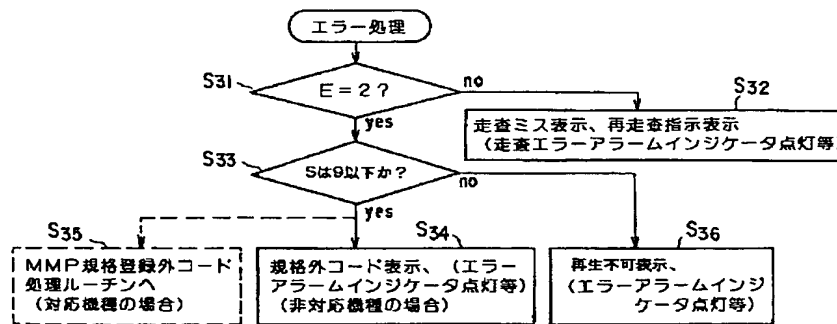 エラー処理
S31
E=2?
no
S32
yes
走査ミス表示、再走査指示表示
(走査エラーアラームインジケータ点灯等)
S33
Sは9以下か?
no
yes
S35
MMP規格登録外コード
処理ルーチンへ
(対応機種の場合)
S34
規格外コード表示、(エラー
アラームインジケータ点灯等)
(非対応機種の場合)
S36
再生不可表示、
(エラーアラームインジ
ケータ点灯等)